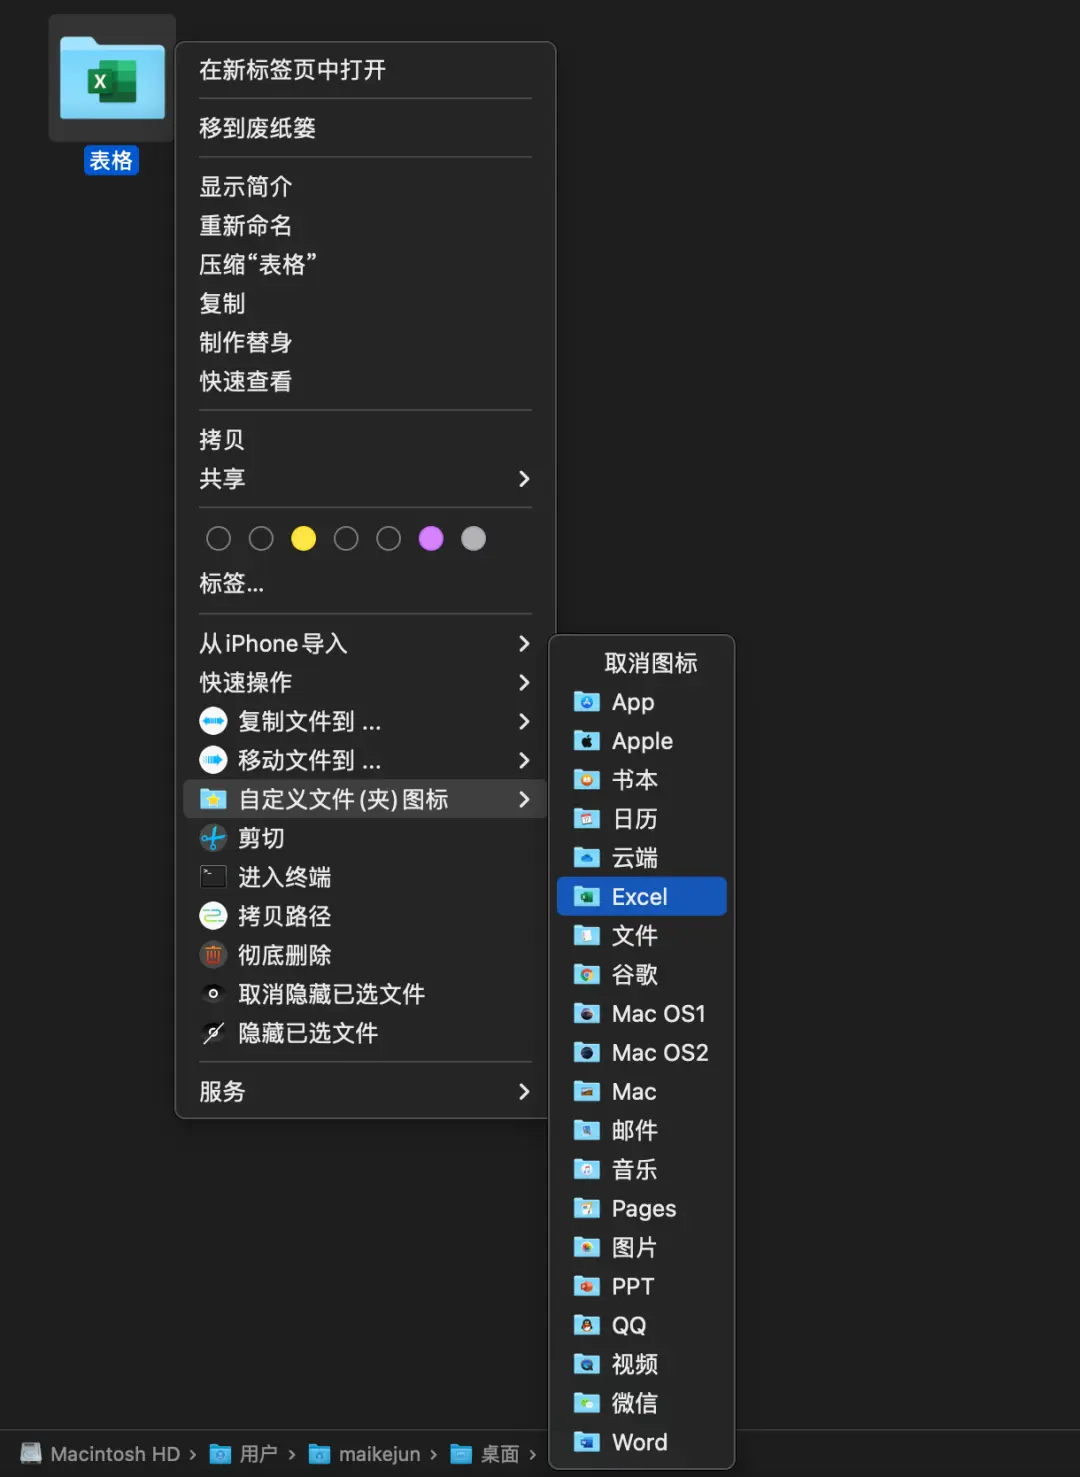 表格
在新标签页中打开
移到废纸篓
显示简介
重新命名
压缩“表格”
复制
制作替身
快速查看
拷贝
共享
标签...
从iPhone导入
快速操作
复制文件到 ...
移动文件到 ...
自定义文件(夹)图标
剪切
进入终端
拷贝路径
彻底删除
取消隐藏已选文件
隐藏已选文件
服务
取消图标
App
Apple
书本
日历
云端
Excel
文件
谷歌
Mac OS1
Mac OS2
Mac
邮件
音乐
Pages
图片
PPT
QQ
视频
微信
Word
Macintosh HD › 用户 › maikejun › 桌面 ›